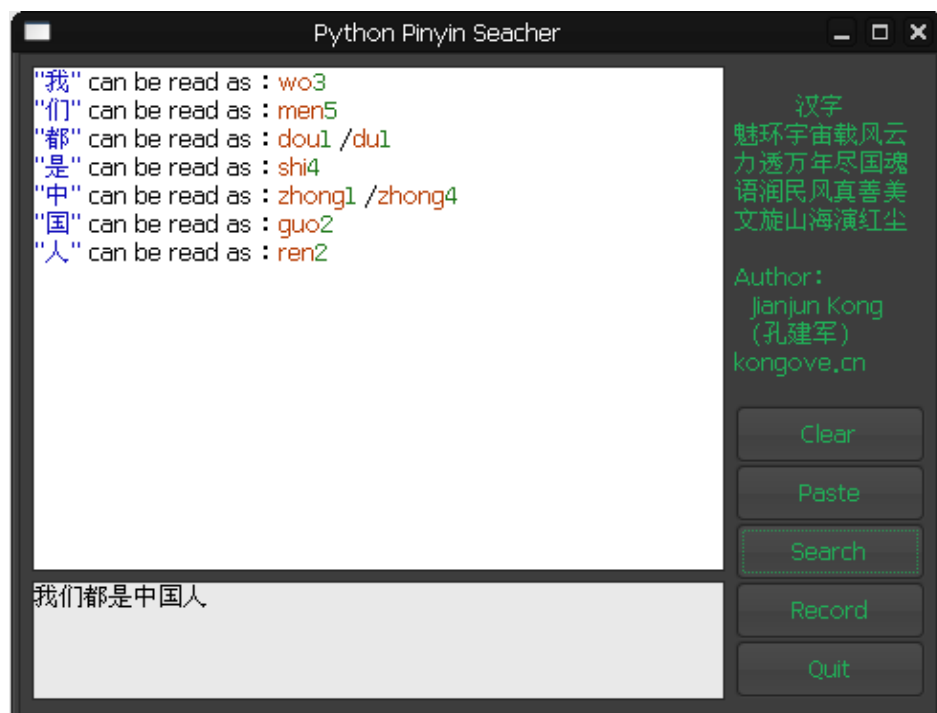 Python Pinyin Seacher
"我" can be read as：wo3
"们" can be read as：men5
"都" can be read as：dou1 /du1
"是" can be read as：shi4
"中" can be read as：zhong1 /zhong4
"国" can be read as：guo2
"人" can be read as：ren2
我们都是中国人
汉字
魅环宇宙载风云
力透万年尽国魂
语润民风真善美
文旋山海演红尘
Author：
Jianjun Kong
(孔建军)
kongove.cn
Clear
Paste
Search
Record
Quit